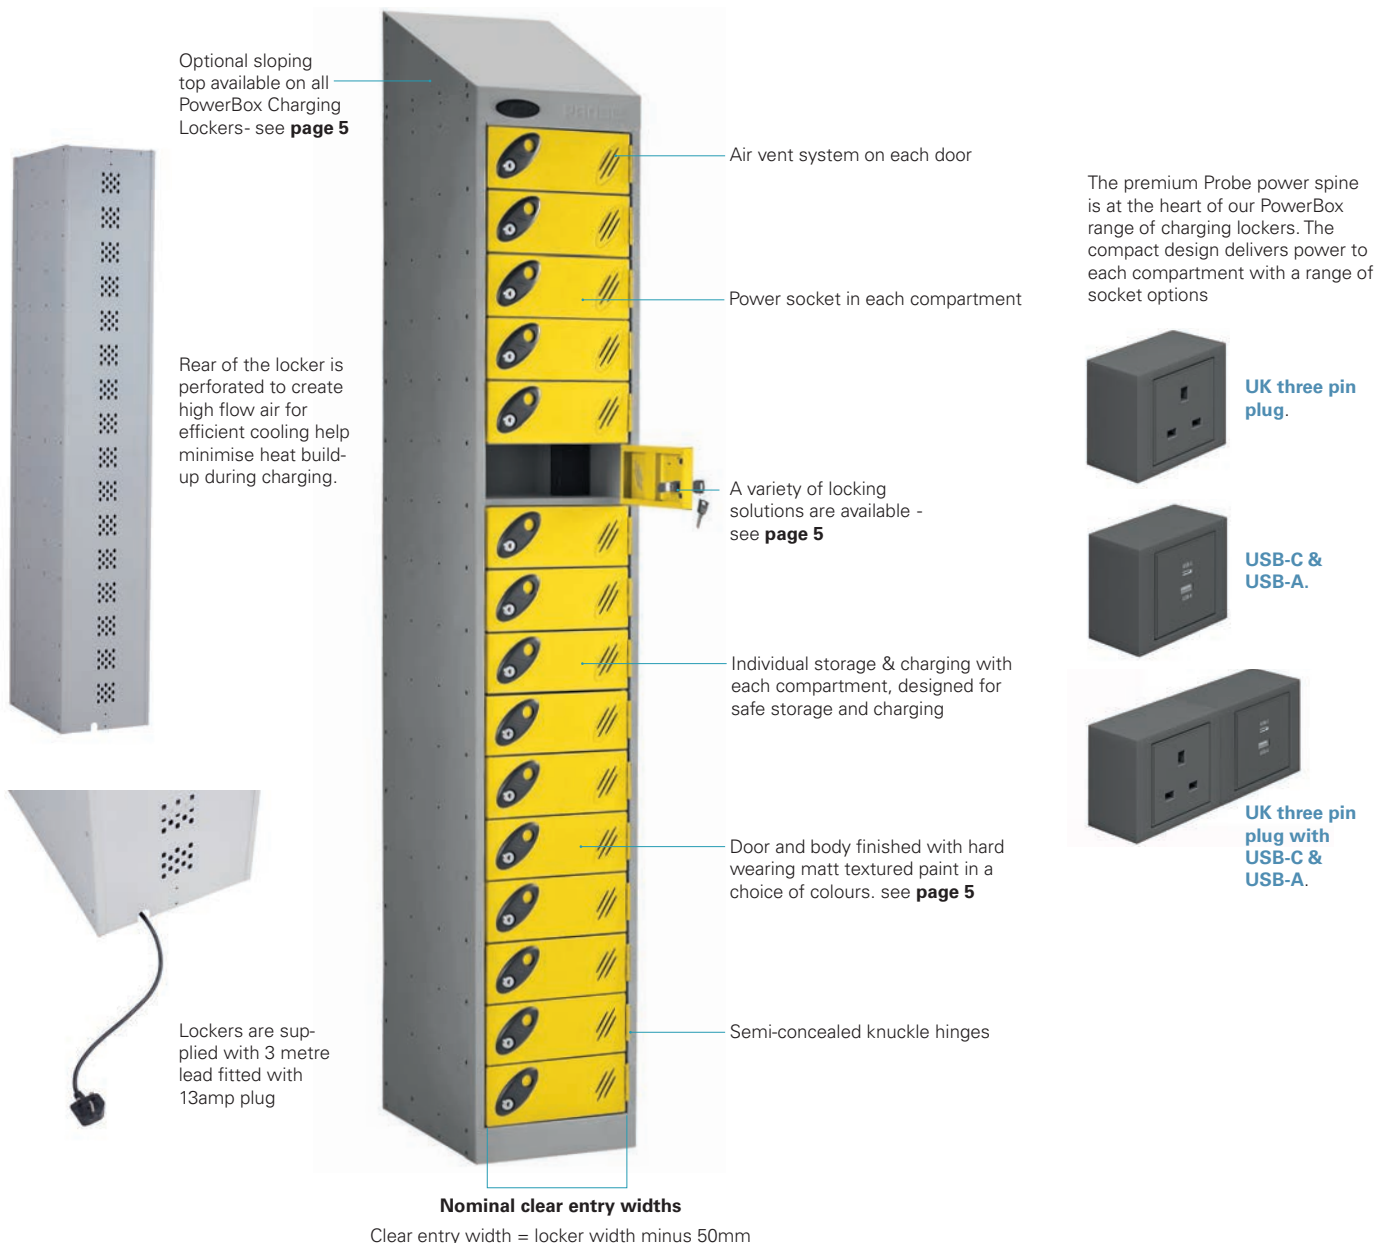 Optional sloping
top available on all
PowerBox Charging
Lockers- see page 5
Air vent system on each door
The premium Probe power spine
is at the heart of our PowerBox
range of charging lockers. The
compact design delivers power to
each compartment with a range of
socket options
Power socket in each compartment
Rear of the locker is
perforated to create
high flow air for
efficient cooling help
minimise heat build-
up during charging.
UK three pin
plug.
A variety of locking
solutions are available -
see page 5
USB-C &
USB-A.
Individual storage & charging with
each compartment, designed for
safe storage and charging
UK three pin
plug with
USB-C &
USB-A.
Door and body finished with hard
wearing matt textured paint in a
choice of colours. see page 5
Lockers are sup-
plied with 3 metre
lead fitted with
13amp plug
Semi-concealed knuckle hinges
Nominal clear entry widths
Clear entry width = locker width minus 50mm